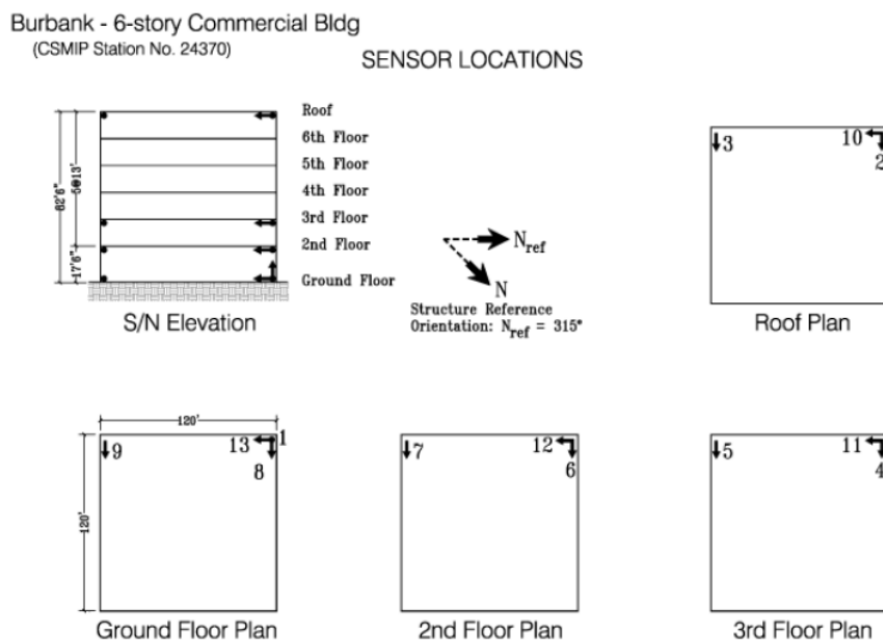 Burbank - 6-story Commercial Bldg
(CSMIP Station No. 24370)
SENSOR LOCATIONS
Roof
6th Floor
5th Floor
4th Floor
3rd Floor
2nd Floor
Ground Floor
82'6"
5@13'
17'6"
S/N Elevation
Nref
N
Structure Reference
Orientation: Nref = 315°
3
10
2
Roof Plan
120'
120'
9
13
1
8
Ground Floor Plan
7
12
6
2nd Floor Plan
5
11
4
3rd Floor Plan